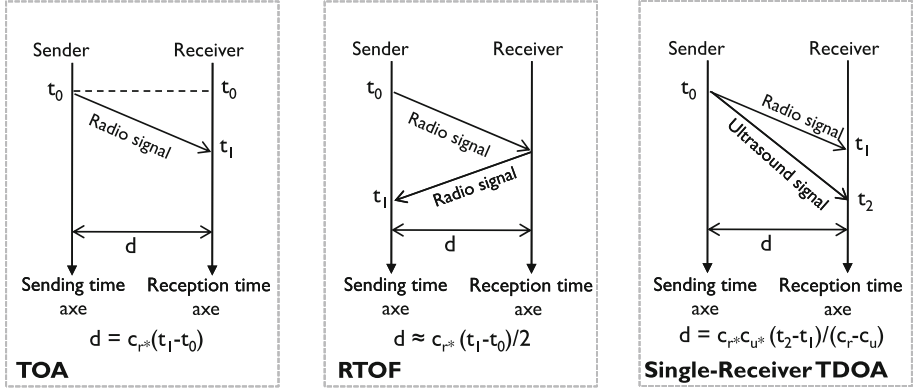 Sender Receiver
t0 t0
Radio signal
t1
d
Sending time Reception time
axe axe
d = cr*(t1-t0)
TOA
Sender Receiver
t0
Radio signal
Radio signal
t1
d
Sending time Reception time
axe axe
d ≈ cr* (t1-t0)/2
RTOF
Sender Receiver
t0
Radio signal
Ultrasound signal
t1
t2
d
Sending time Reception time
axe axe
d = cr*cu* (t2-t1)/(cr-cu)
Single-Receiver TDOA